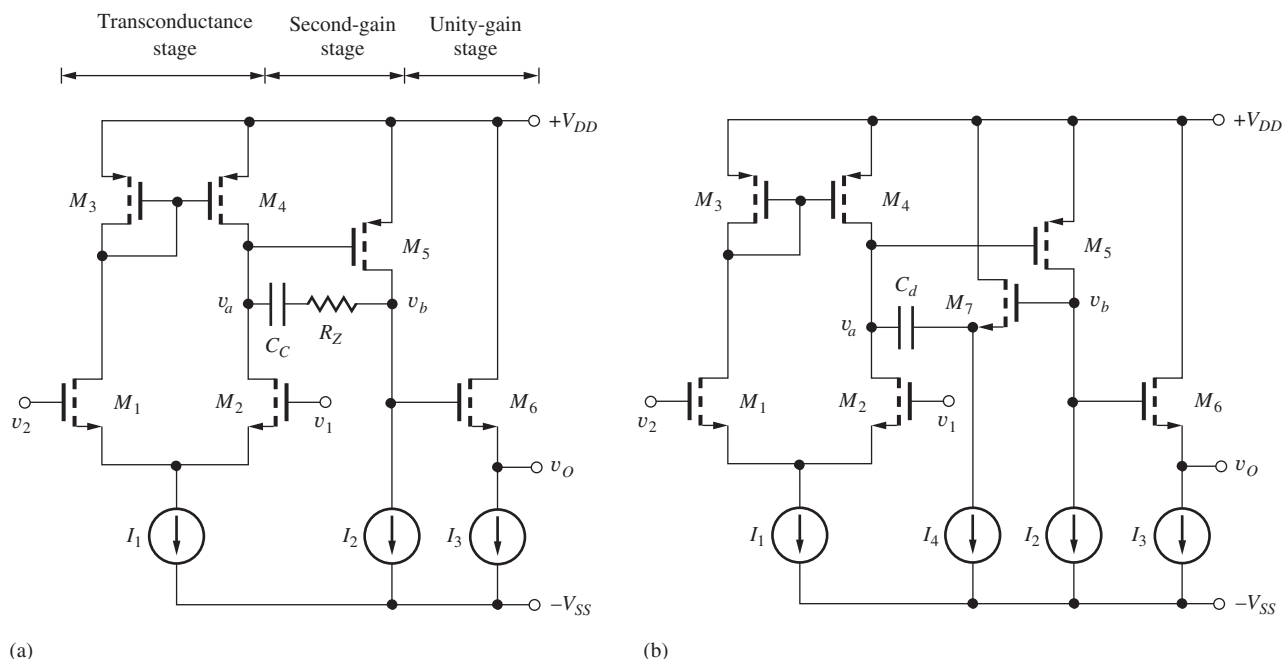 Transconductance stage
Second-gain stage
Unity-gain stage
+V_DD
M_3
M_4
M_5
v_a
v_b
C_C
R_Z
M_1
M_2
M_6
v_2
v_1
v_O
I_1
I_2
I_3
−V_SS
(a)
+V_DD
M_3
M_4
M_5
C_d
M_7
v_a
v_b
M_1
M_2
M_6
v_2
v_1
v_O
I_1
I_4
I_2
I_3
−V_SS
(b)